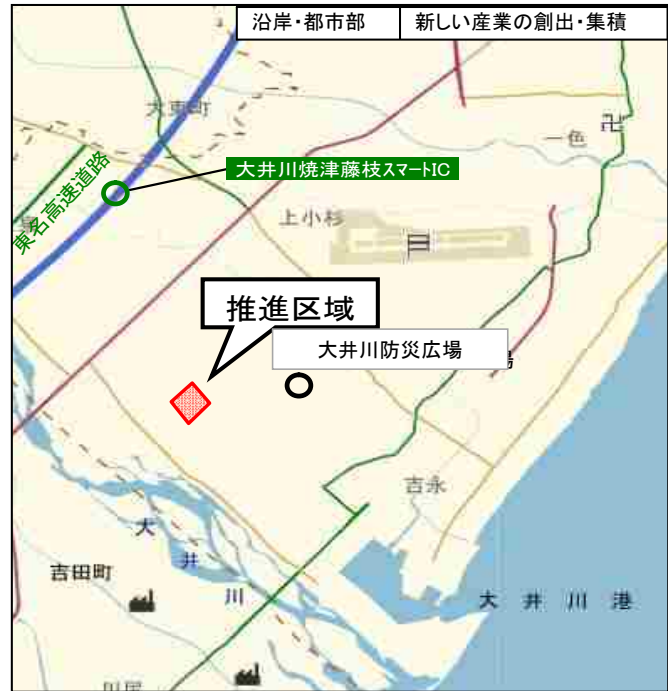 沿岸・都市部 新しい産業の創出・集積
大東町
一色
大井川焼津藤枝スマートIC
東名高速道路
上小杉
推進区域
大井川防災広場
場
吉永
大井川
吉田町
大井川港
川尻